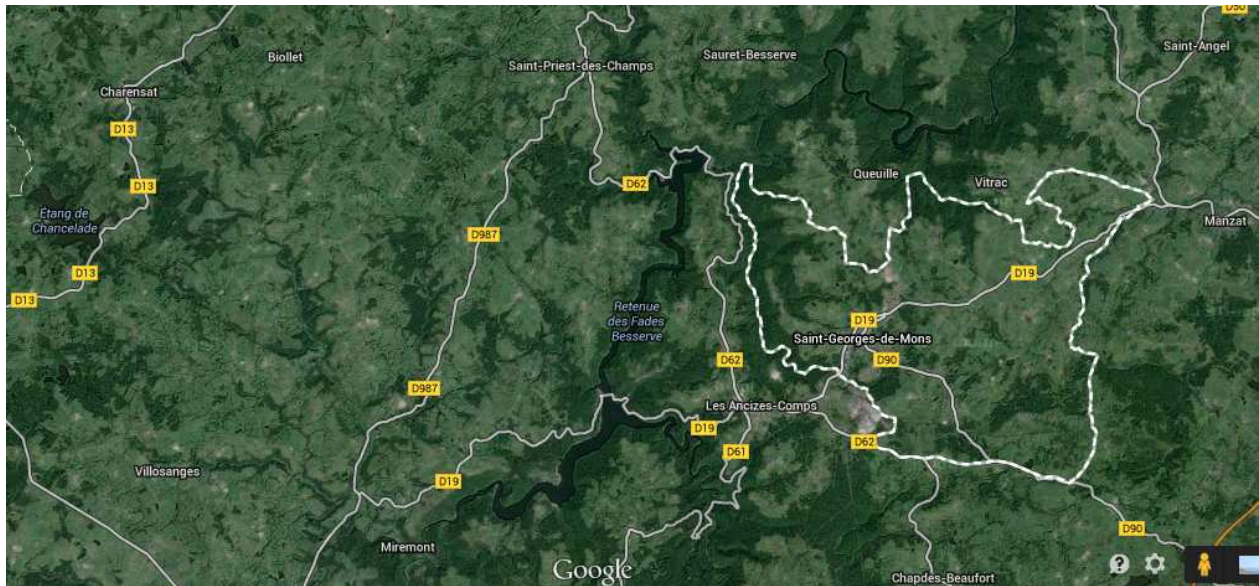 D90
Biollet
Saint-Priest-des-Champs
Sauret-Besserve
Saint-Angel
Charensat
D13
D13
D62
Queuille
Vitrac
Étang de
Chancelade
Manzat
D987
D13
D13
D19
Retenue
des Fades
Besserve
D19
Saint-Georges-de-Mons
D62
D90
D987
Les Ancizes-Comps
D19
D62
D61
Villosanges
D19
D90
Miremont
Google
Chapdes-Beaufort